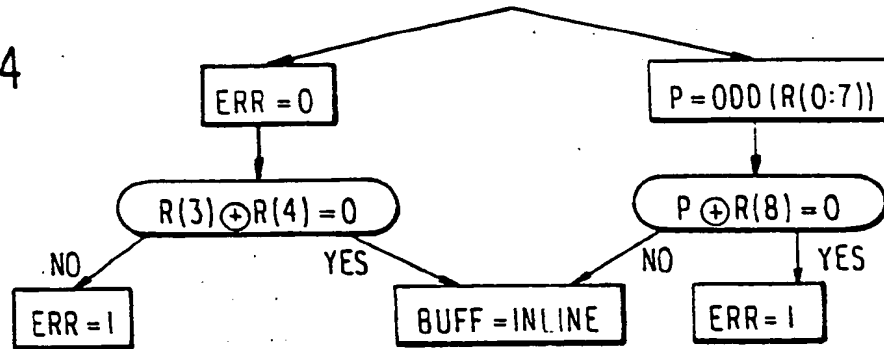 4
ERR = 0
P = ODD (R(0:7))
R(3) ⊕ R(4) = 0
P ⊕ R(8) = 0
NO
YES
NO
YES
ERR = 1
BUFF = INLINE
ERR = 1